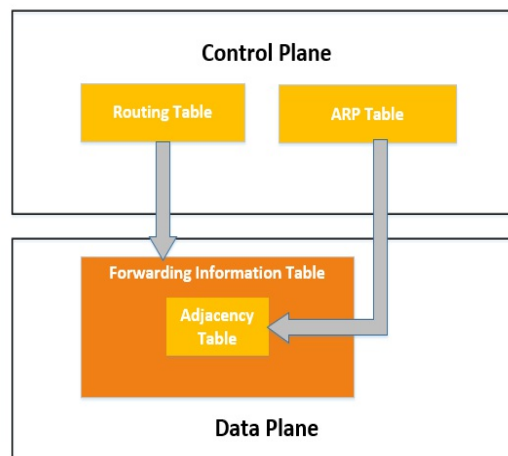 Control Plane
Routing Table
ARP Table
Forwarding Information Table
Adjacency
Table
Data Plane